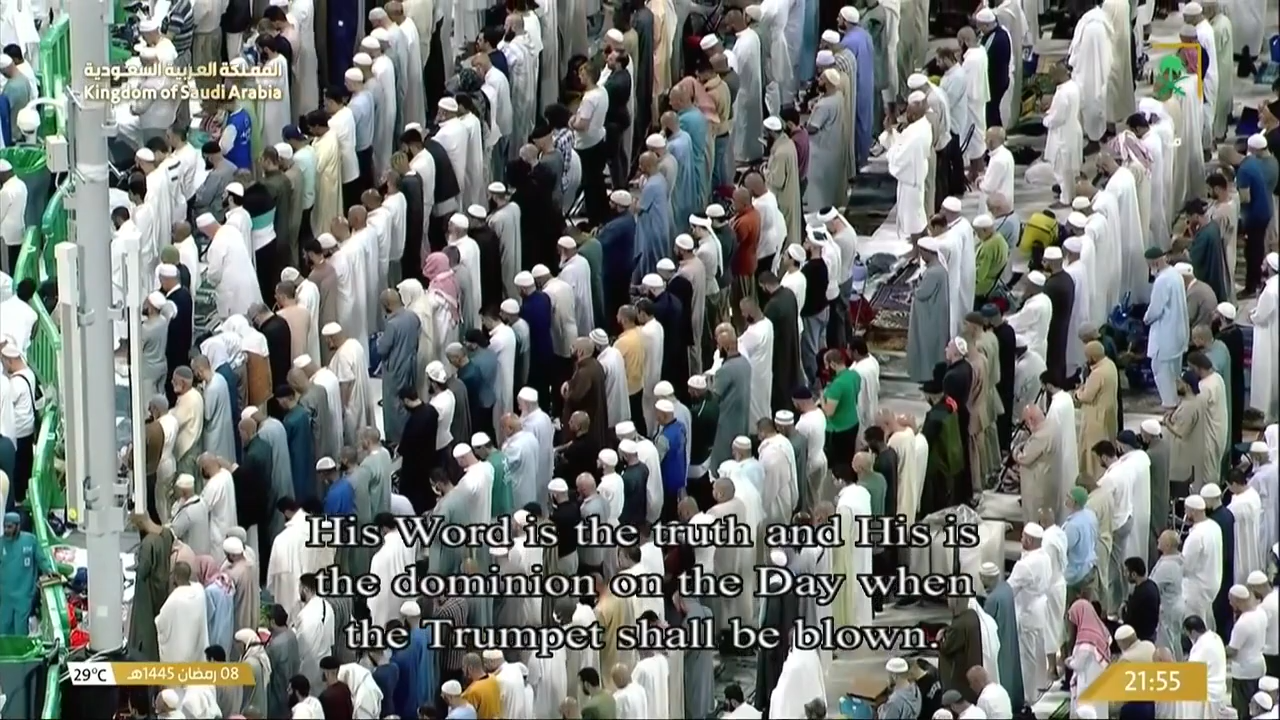 المملكة العربية السعودية
Kingdom of Saudi Arabia
His Word is the truth and His is
the dominion on the Day when
the Trumpet shall be blown.
29°C
08 رمضان 1445هـ
21:55